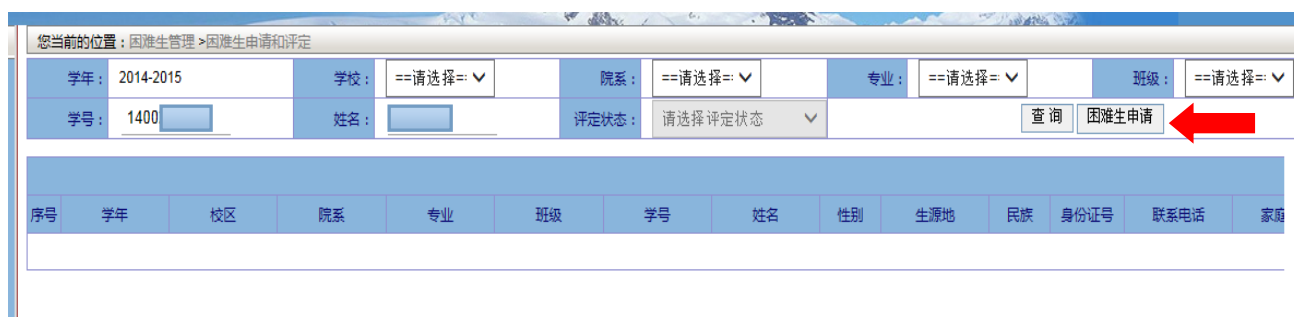 您当前的位置：困难生管理 >困难生申请和评定
学年： 2014-2015 学校： ==请选择=: 院系： ==请选择=: 专业： ==请选择=: 班级： ==请选择=:
学号： 1400 姓名： 评定状态： 请选择评定状态 查 询 困难生申请
序号 学年 校区 院系 专业 班级 学号 姓名 性别 生源地 民族 身份证号 联系电话 家庭